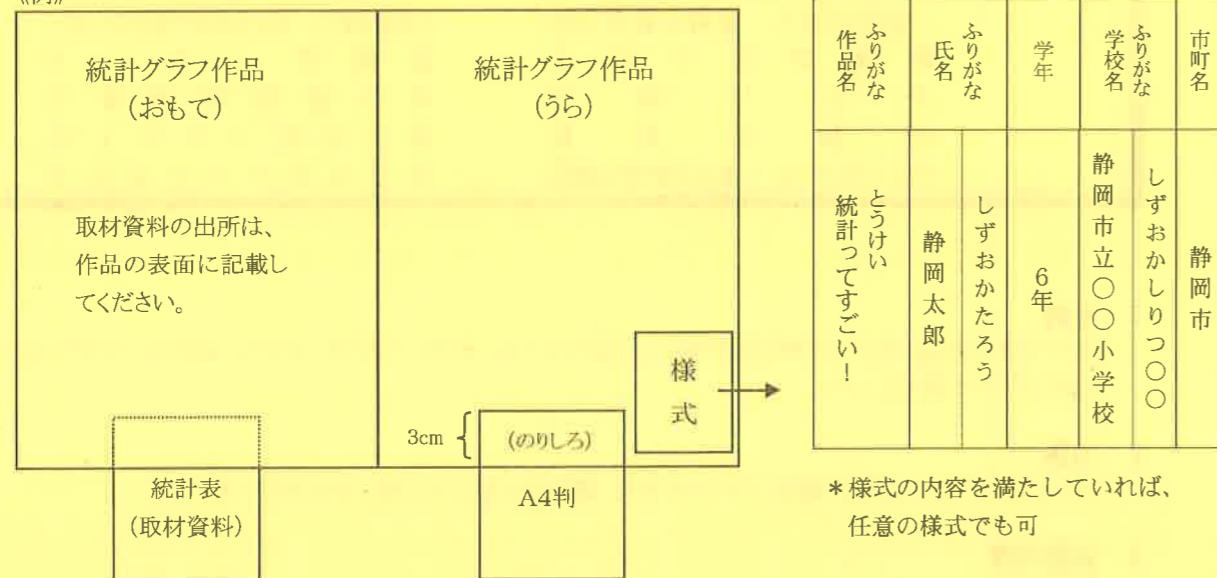 統計グラフ作品
(おもて)
取材資料の出所は、
作品の表面に記載し
てください。
統計表
(取材資料)
統計グラフ作品
(うら)
3cm
(のりしろ)
A4判
様式
市町名
静岡市
ふりがな
学校名
しずおかしりつ〇〇
静岡市立〇〇小学校
学年
6年
ふりがな
氏名
しずおかたろう
静岡太郎
ふりがな
作品名
とうけい
統計ってすごい!
*様式の内容を満たしていれば、
任意の様式でも可